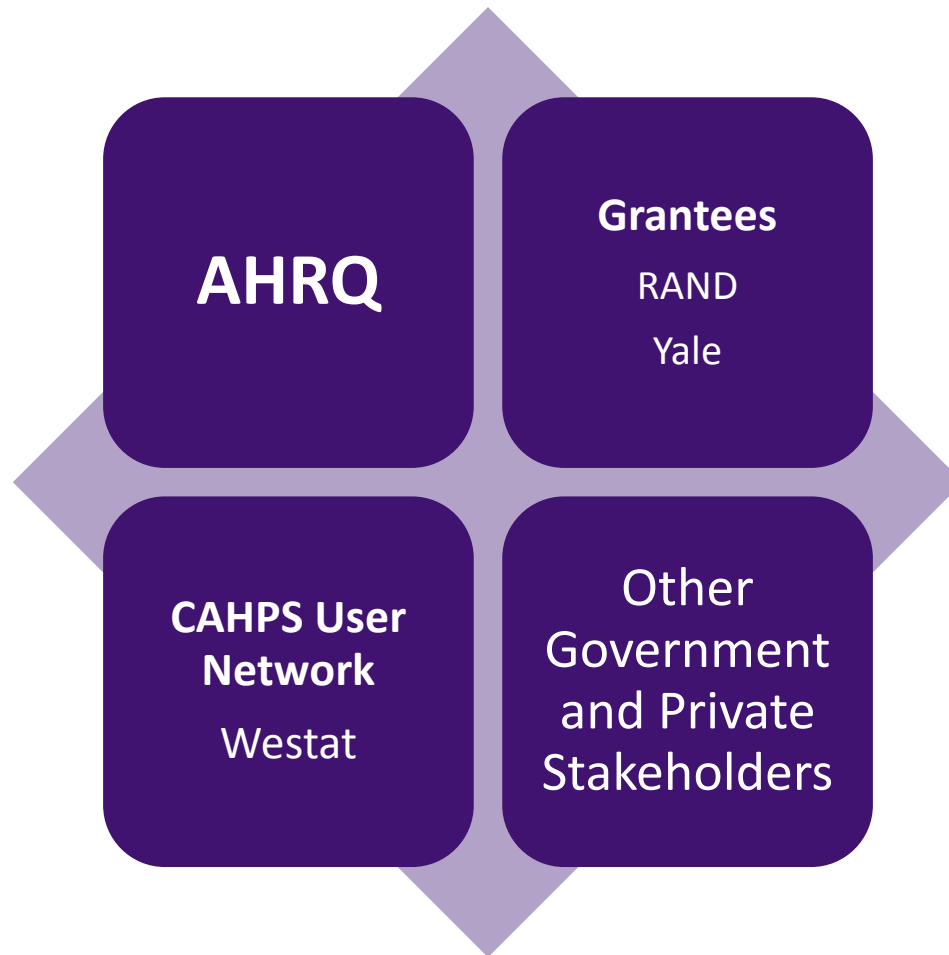 AHRQ
Grantees
RAND
Yale
CAHPS User
Network
Westat
Other
Government
and Private
Stakeholders